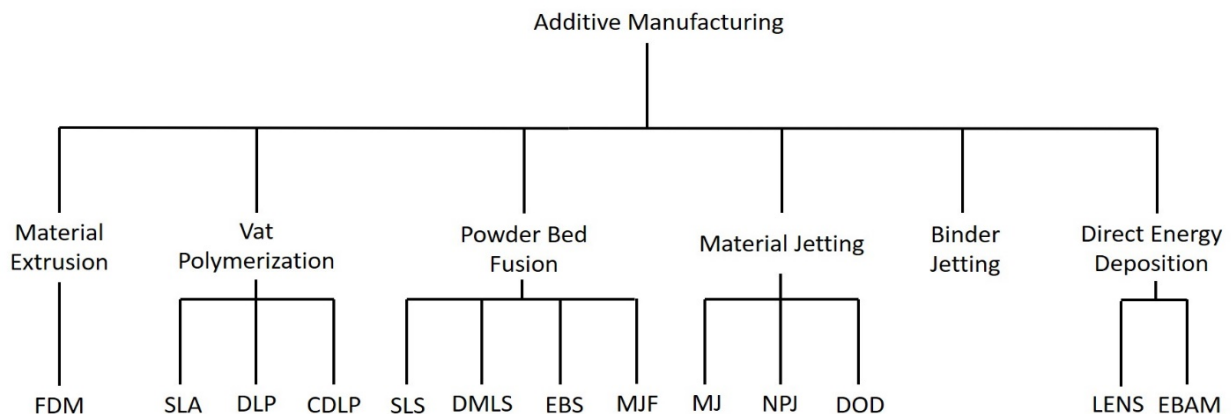 Additive Manufacturing
Material
Extrusion
Vat
Polymerization
Powder Bed
Fusion
Material Jetting
Binder
Jetting
Direct Energy
Deposition
FDM
SLA
DLP
CDLP
SLS
DMLS
EBS
MJF
MJ
NPJ
DOD
LENS
EBAM